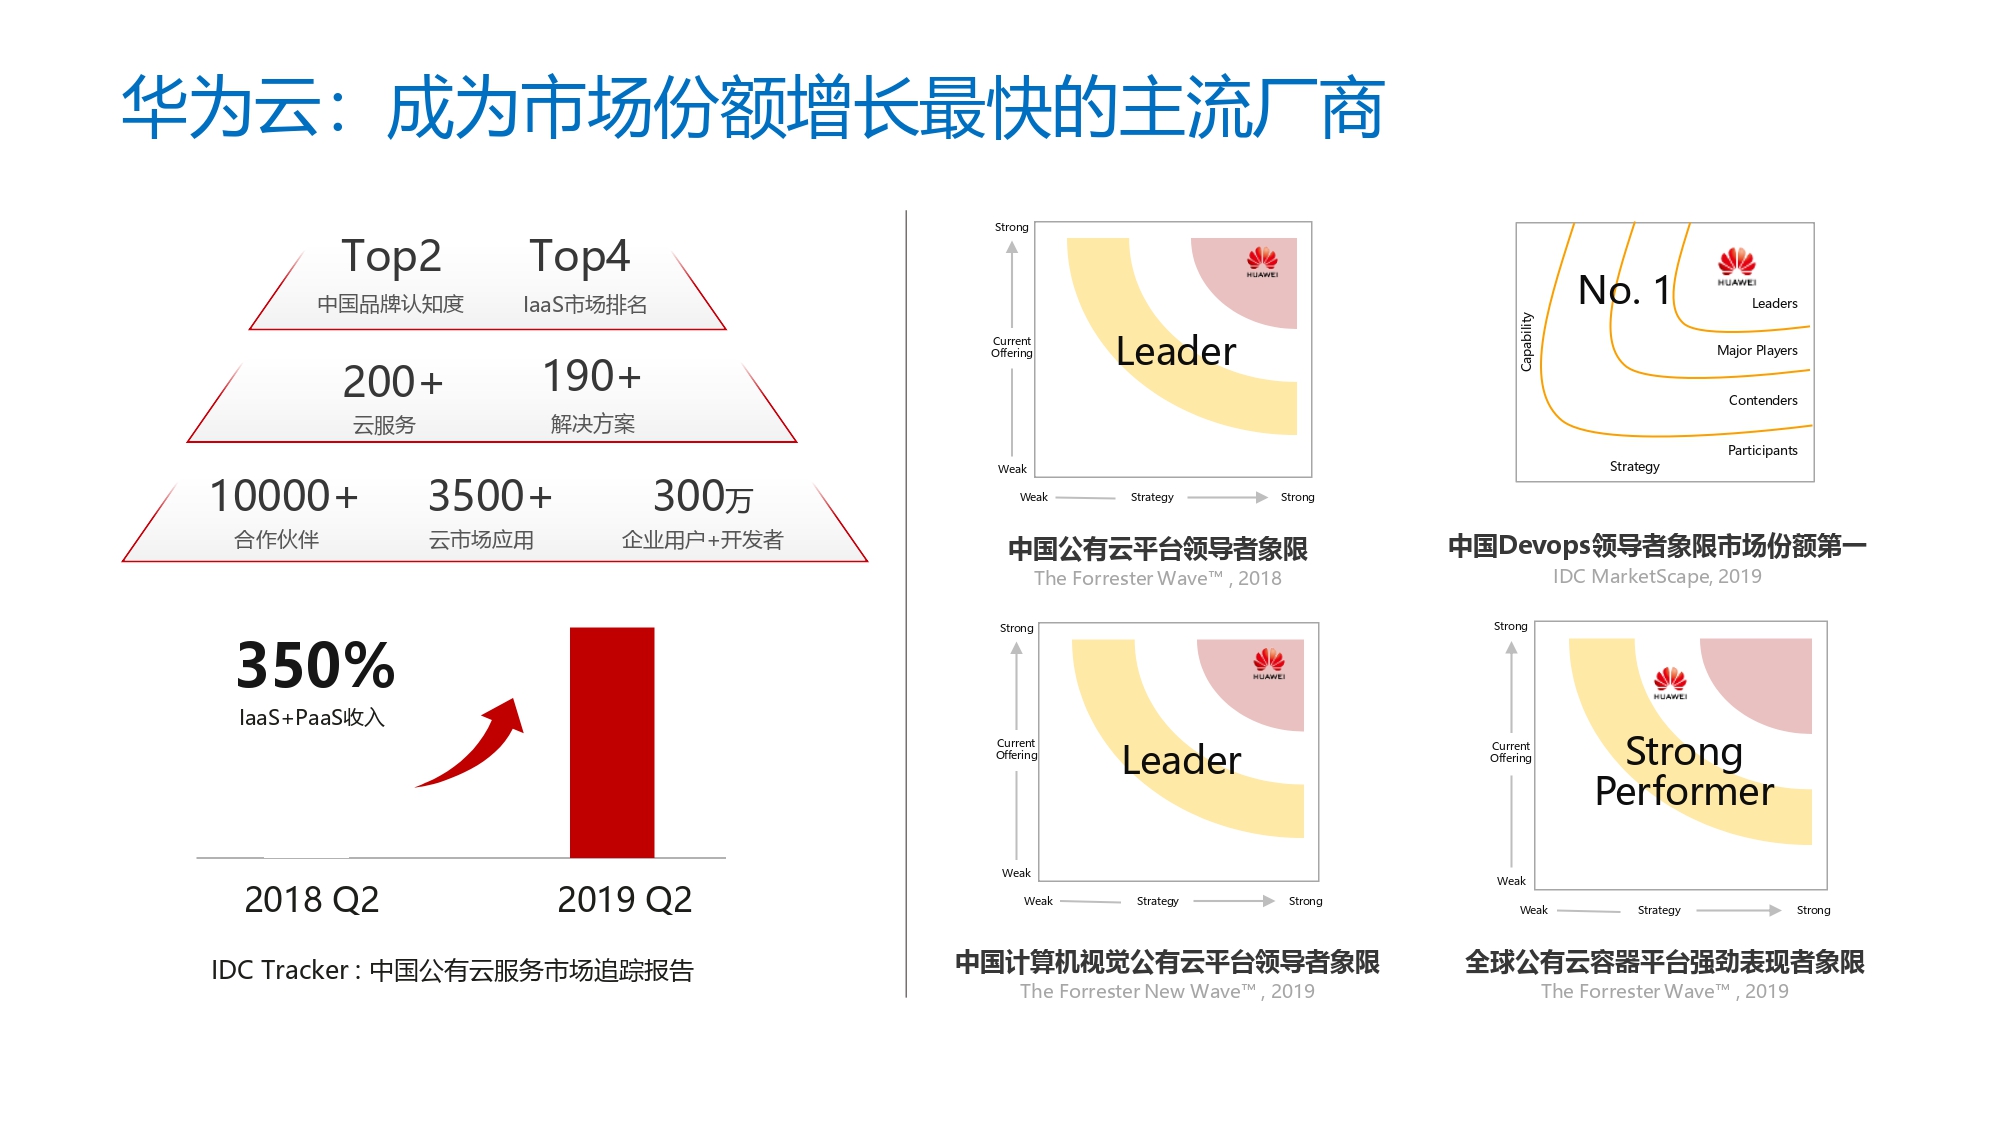 华为云：成为市场份额增长最快的主流厂商
Top2
Top4
中国品牌认知度
IaaS市场排名
200+
190+
云服务
解决方案
10000+
3500+
300万
合作伙伴
云市场应用
企业用户+开发者
350%
IaaS+PaaS收入
2018 Q2
2019 Q2
IDC Tracker : 中国公有云服务市场追踪报告
Strong
HUAWEI
Current
Offering
Leader
Weak
Weak
Strategy
Strong
中国公有云平台领导者象限
The Forrester Wave™ , 2018
No. 1
HUAWEI
Leaders
Capability
Major Players
Contenders
Participants
Strategy
中国Devops领导者象限市场份额第一
IDC MarketScape, 2019
Strong
HUAWEI
Current
Offering
Leader
Weak
Weak
Strategy
Strong
中国计算机视觉公有云平台领导者象限
The Forrester New Wave™ , 2019
Strong
HUAWEI
Current
Offering
Strong
Performer
Weak
Weak
Strategy
Strong
全球公有云容器平台强劲表现者象限
The Forrester Wave™ , 2019